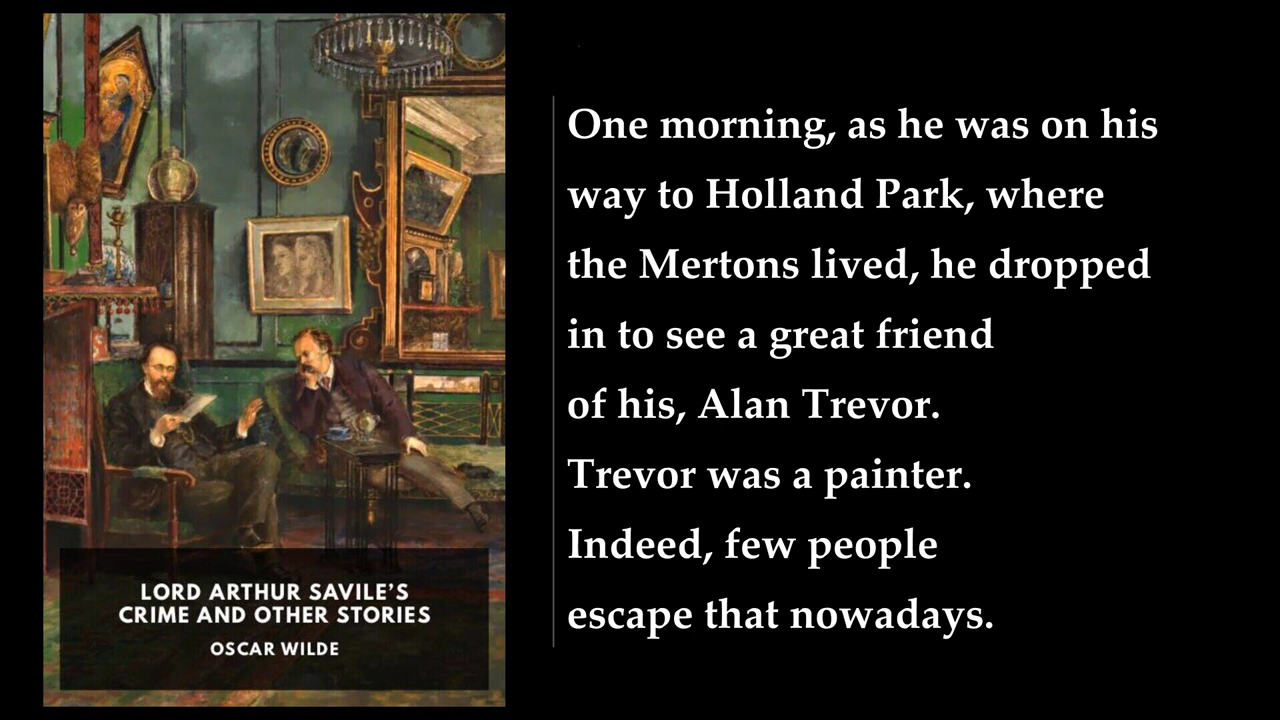 One morning, as he was on his
way to Holland Park, where
the Mertons lived, he dropped
in to see a great friend
of his, Alan Trevor.
Trevor was a painter.
Indeed, few people
escape that nowadays.
LORD ARTHUR SAVILE’S
CRIME AND OTHER STORIES
OSCAR WILDE